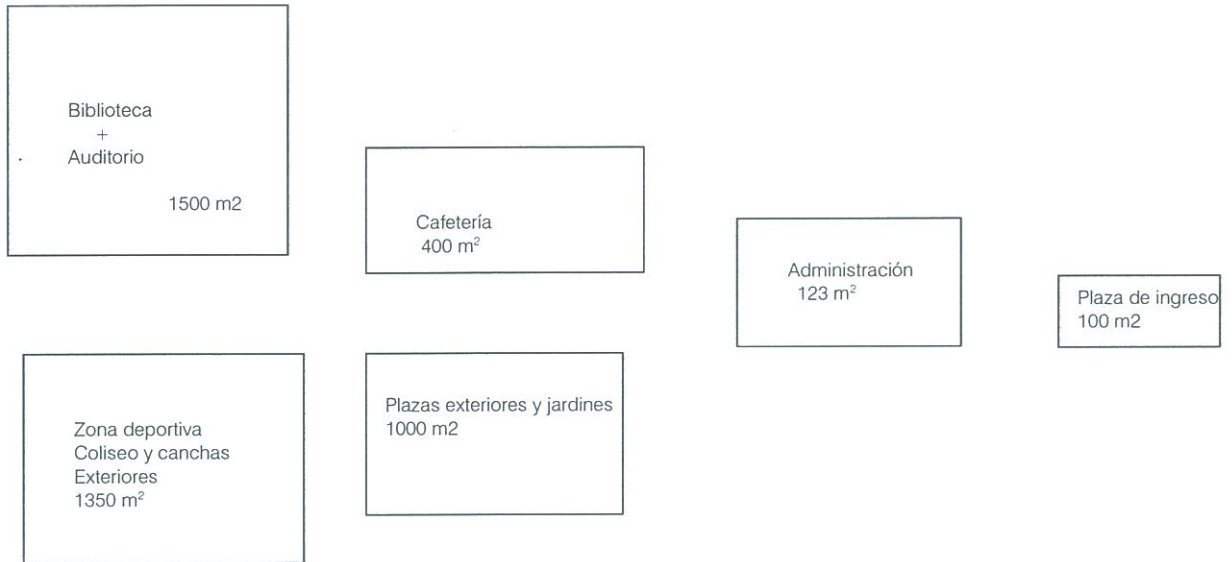 Biblioteca
+
Auditorio
1500 m2
Cafetería
400 m²
Administración
123 m²
Plaza de ingreso
100 m2
Zona deportiva
Coliseo y canchas
Exteriores
1350 m²
Plazas exteriores y jardines
1000 m2